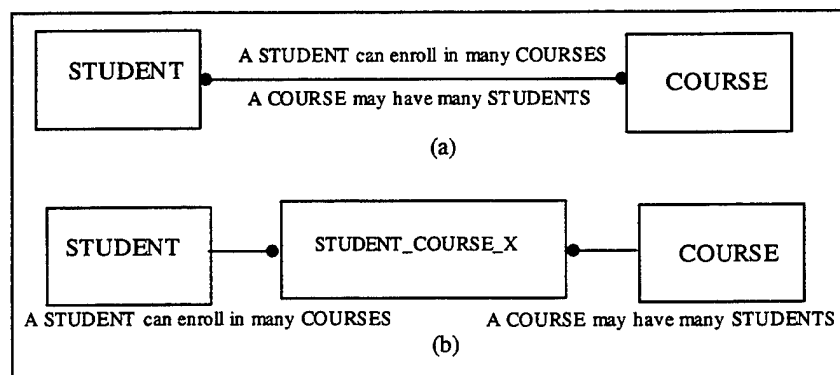 STUDENT
A STUDENT can enroll in many COURSES
A COURSE may have many STUDENTS
COURSE
(a)
STUDENT
STUDENT_COURSE_X
COURSE
A STUDENT can enroll in many COURSES
A COURSE may have many STUDENTS
(b)